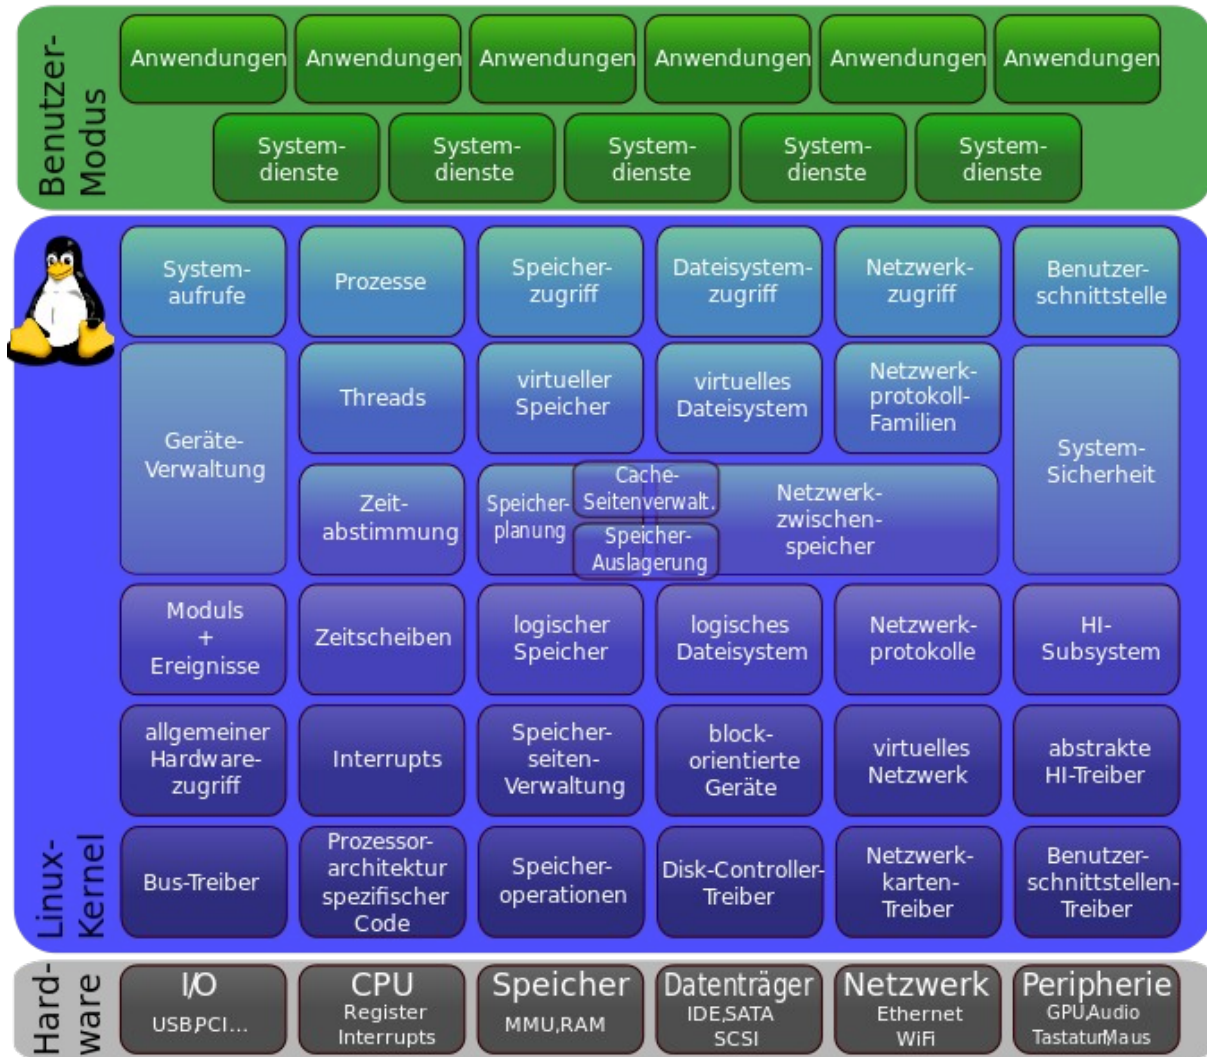 Benutzer-
Modus
Anwendungen
Anwendungen
Anwendungen
Anwendungen
Anwendungen
Anwendungen
System-
dienste
System-
dienste
System-
dienste
System-
dienste
System-
dienste
Linux-
Kernel
System-
aufrufe
Prozesse
Speicher-
zugriff
Dateisystem-
zugriff
Netzwerk-
zugriff
Benutzer-
schnittstelle
Geräte-
Verwaltung
Threads
virtueller
Speicher
virtuelles
Dateisystem
Netzwerk-
protokoll-
Familien
System-
Sicherheit
Zeit-
abstimmung
Speicher-
planung
Cache-
Seitenverwalt.
Speicher-
Auslagerung
Netzwerk-
zwischen-
speicher
Moduls
+
Ereignisse
Zeitscheiben
logischer
Speicher
logisches
Dateisystem
Netzwerk-
protokolle
HI-
Subsystem
allgemeiner
Hardware-
zugriff
Interrupts
Speicher-
seiten-
Verwaltung
block-
orientierte
Geräte
virtuelles
Netzwerk
abstrakte
HI-Treiber
Bus-Treiber
Prozessor-
architektur
spezifischer
Code
Speicher-
operationen
Disk-Controller-
Treiber
Netzwerk-
karten-
Treiber
Benutzer-
schnittstellen-
Treiber
Hard-
ware
I/O
USB,PCI...
CPU
Register
Interrupts
Speicher
MMU,RAM
Datenträger
IDE,SATA
SCSI
Netzwerk
Ethernet
WiFi
Peripherie
GPU,Audio
Tastatur,Maus